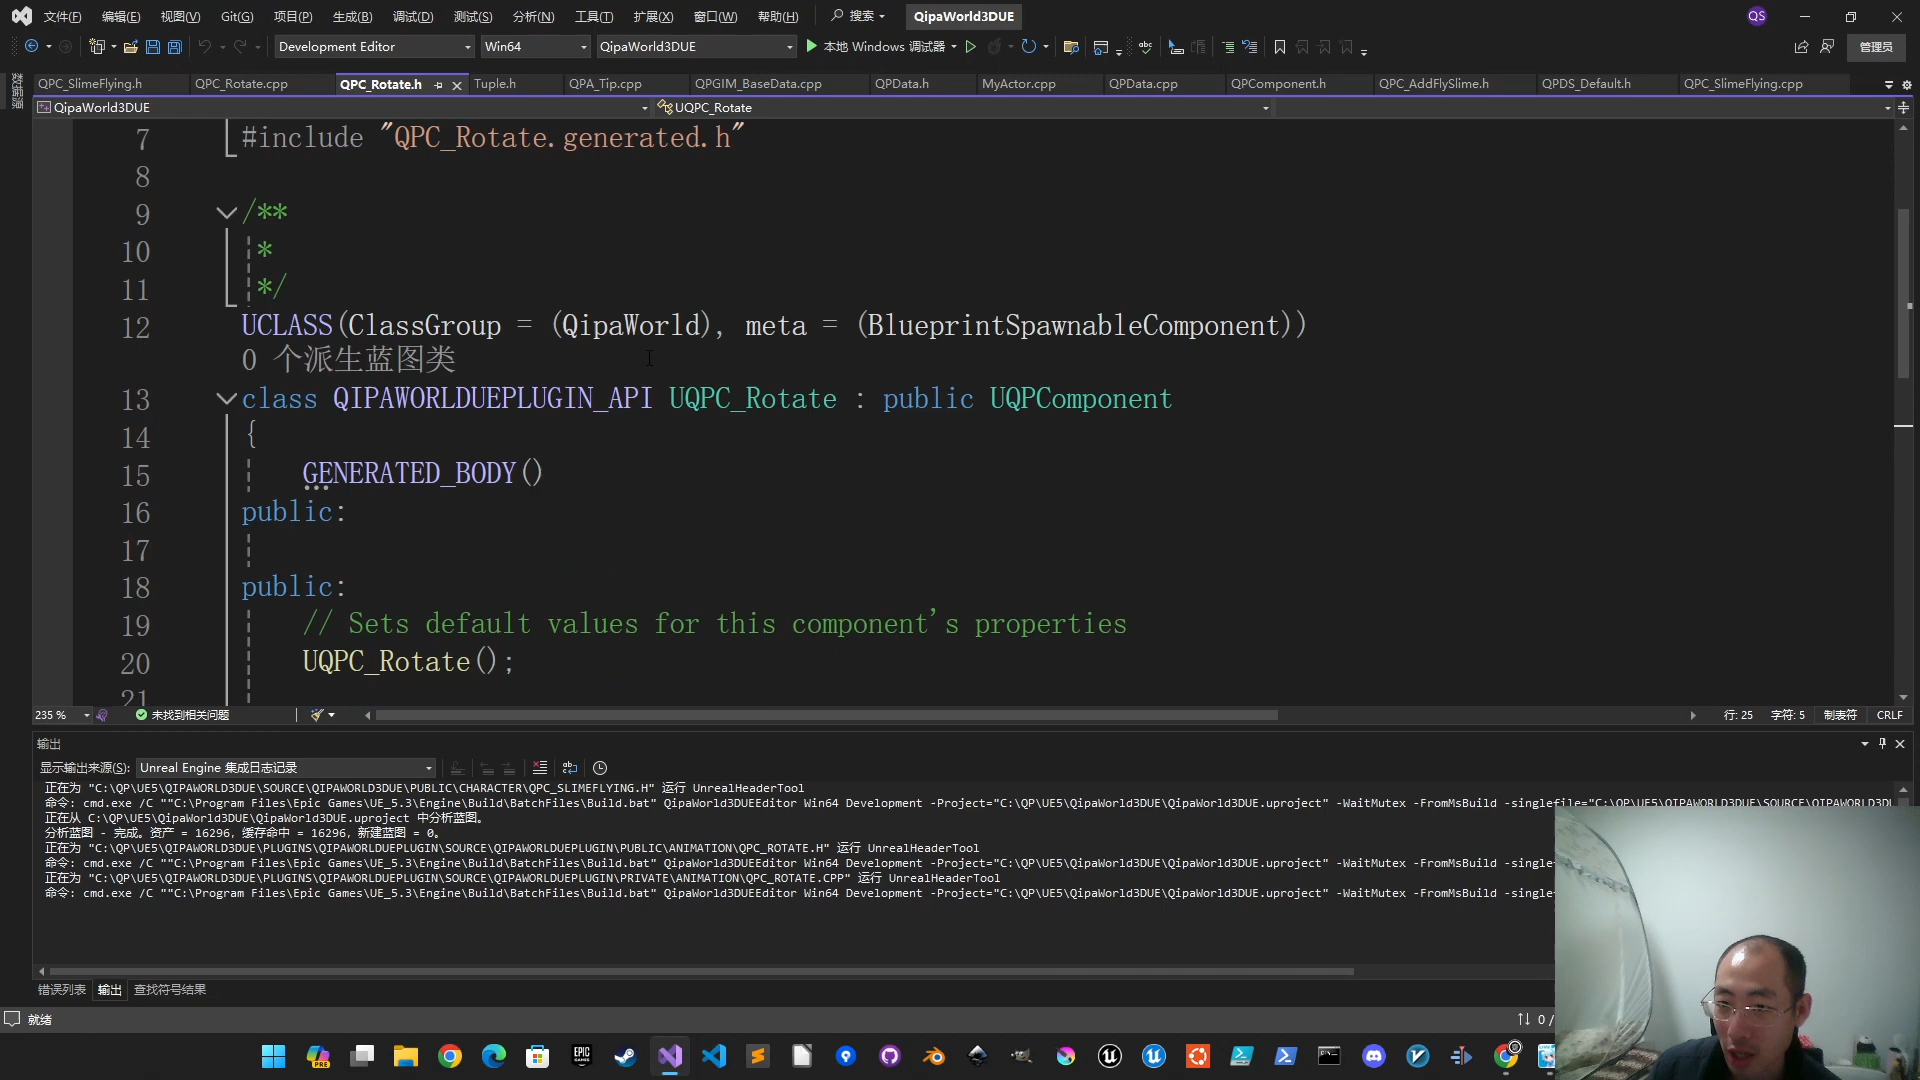 文件(F) 编辑(E) 视图(V) Git(G) 项目(P) 生成(B) 调试(D) 测试(S) 分析(N) 工具(T) 扩展(X) 窗口(W) 帮助(H) 搜索 QipaWorld3DUE QS
Development Editor Win64 QipaWorld3DUE 本地 Windows 调试器 管理员
QPC_SlimeFlying.h QPC_Rotate.cpp QPC_Rotate.h Tuple.h QPA_Tip.cpp QPGIM_BaseData.cpp QPData.h MyActor.cpp QPData.cpp QPComponent.h QPC_AddFlySlime.h QPDS_Default.h QPC_SlimeFlying.cpp
QipaWorld3DUE UQPC_Rotate
7 #include "QPC_Rotate.generated.h"
8
9 /**
10 *
11 */
12 UCLASS(ClassGroup = (QipaWorld), meta = (BlueprintSpawnableComponent))
0 个派生蓝图类
13 class QIPAWORLDUEPLUGIN_API UQPC_Rotate : public UQPComponent
14 {
15 GENERATED_BODY()
16 public:
17
18 public:
19 // Sets default values for this component's properties
20 UQPC_Rotate();
21
235 % 未找到相关问题 行: 25 字符: 5 制表符 CRLF
输出
显示输出来源(S): Unreal Engine 集成日志记录
正在为 "C:\QP\UE5\QIPAWORLD3DUE\SOURCE\QIPAWORLD3DUE\PUBLIC\CHARACTER\QPC_SLIMEFLYING.H" 运行 UnrealHeaderTool
命令: cmd.exe /C ""C:\Program Files\Epic Games\UE_5.3\Engine\Build\BatchFiles\Build.bat" QipaWorld3DUEEditor Win64 Development -Project="C:\QP\UE5\QipaWorld3DUE\QipaWorld3DUE.uproject" -WaitMutex -FromMsBuild -singlefile="C:\QP\UE5\QIPAWORLD3DUE\SOURCE\QIPAWORLD3DU
正在从 C:\QP\UE5\QipaWorld3DUE\QipaWorld3DUE.uproject 中分析蓝图。
分析蓝图 - 完成。资产 = 16296，缓存命中 = 16296，新建蓝图 = 0。
正在为 "C:\QP\UE5\QIPAWORLD3DUE\PLUGINS\QIPAWORLDUEPLUGIN\SOURCE\QIPAWORLDUEPLUGIN\PUBLIC\ANIMATION\QPC_ROTATE.H" 运行 UnrealHeaderTool
命令: cmd.exe /C ""C:\Program Files\Epic Games\UE_5.3\Engine\Build\BatchFiles\Build.bat" QipaWorld3DUEEditor Win64 Development -Project="C:\QP\UE5\QipaWorld3DUE\QipaWorld3DUE.uproject" -WaitMutex -FromMsBuild -singlef
正在为 "C:\QP\UE5\QIPAWORLD3DUE\PLUGINS\QIPAWORLDUEPLUGIN\SOURCE\QIPAWORLDUEPLUGIN\PRIVATE\ANIMATION\QPC_ROTATE.CPP" 运行 UnrealHeaderTool
命令: cmd.exe /C ""C:\Program Files\Epic Games\UE_5.3\Engine\Build\BatchFiles\Build.bat" QipaWorld3DUEEditor Win64 Development -Project="C:\QP\UE5\QipaWorld3DUE\QipaWorld3DUE.uproject" -WaitMutex -FromMsBuild -singlef
错误列表 输出 查找符号结果
就绪 0 /